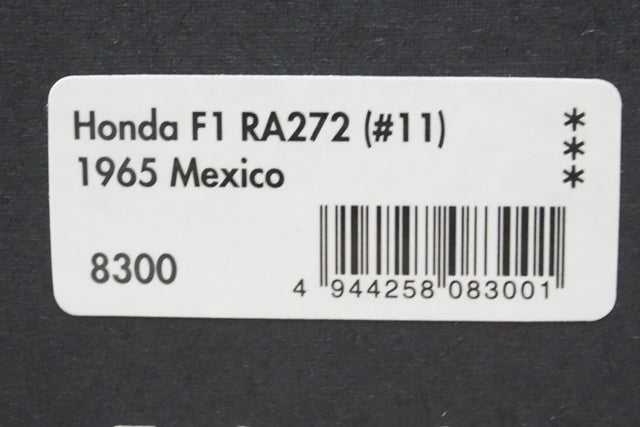 Honda F1 RA272 (#11)
1965 Mexico
***
8300
4 944258 083001